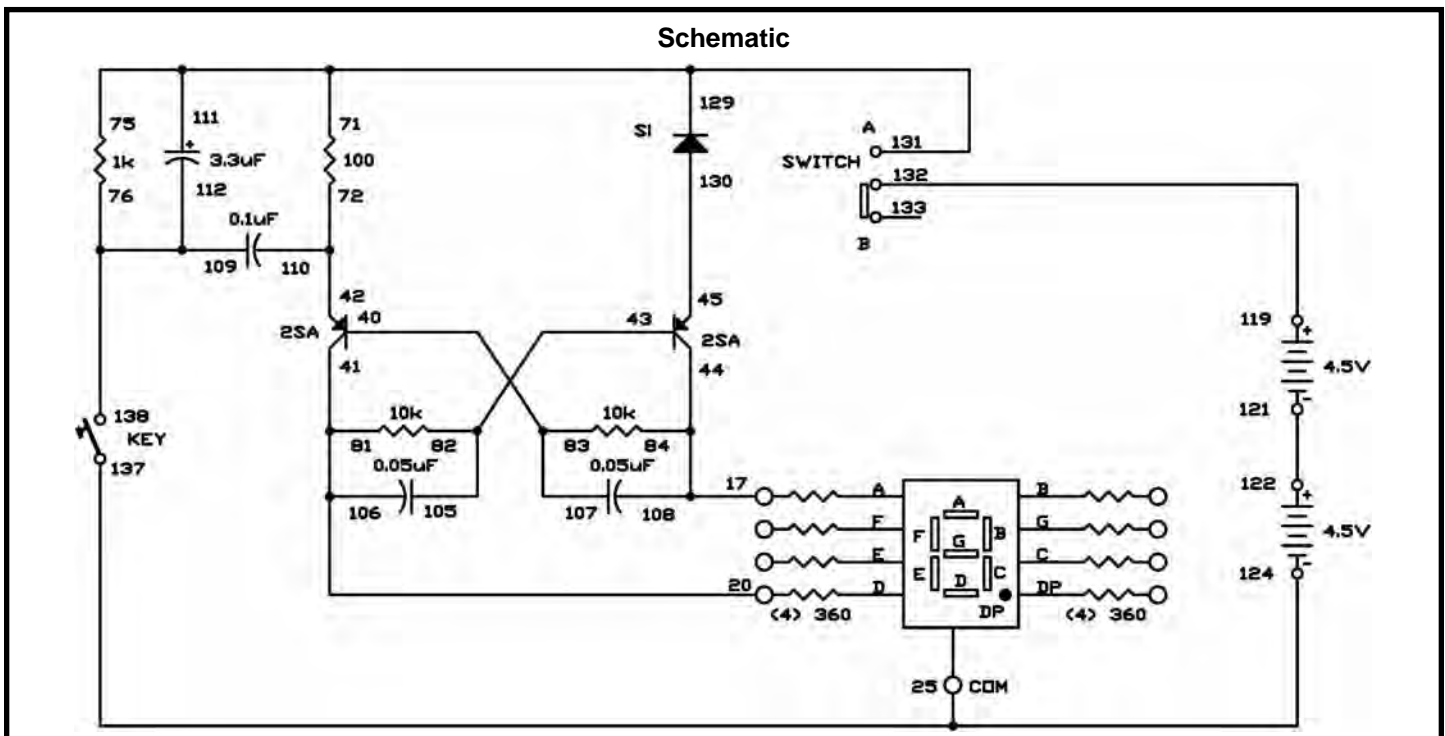 Schematic
75
1k
76
111
+
3.3uF
112
71
100
72
0.1uF
109
110
129
SI
130
A
131
SWITCH
132
133
B
42
40
2SA
41
43
45
2SA
44
119
+
4.5V
-
121
122
+
4.5V
-
124
138
KEY
137
10k
81
82
0.05uF
106
105
10k
83
84
0.05uF
107
108
17
A
F
E
20
D
(4) 360
A
F
B
G
E
C
D
DP
B
G
C
DP
(4) 360
25
COM